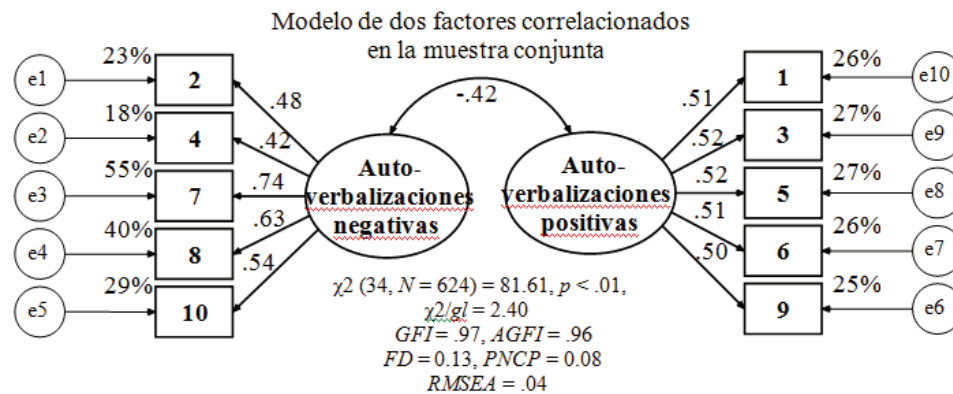 Modelo de dos factores correlacionados
en la muestra conjunta
e1
23%
2
.48
e2
18%
4
.42
e3
55%
7
.74
e4
40%
8
.63
e5
29%
10
.54
Auto-
verbalizaciones
negativas
-.42
Auto-
verbalizaciones
positivas
.51
1
26%
e10
.52
3
27%
e9
.52
5
27%
e8
.51
6
26%
e7
.50
9
25%
e6
χ2 (34, N = 624) = 81.61, p < .01,
χ2/gl = 2.40
GFI = .97, AGFI = .96
FD = 0.13, PNCP = 0.08
RMSEA = .04